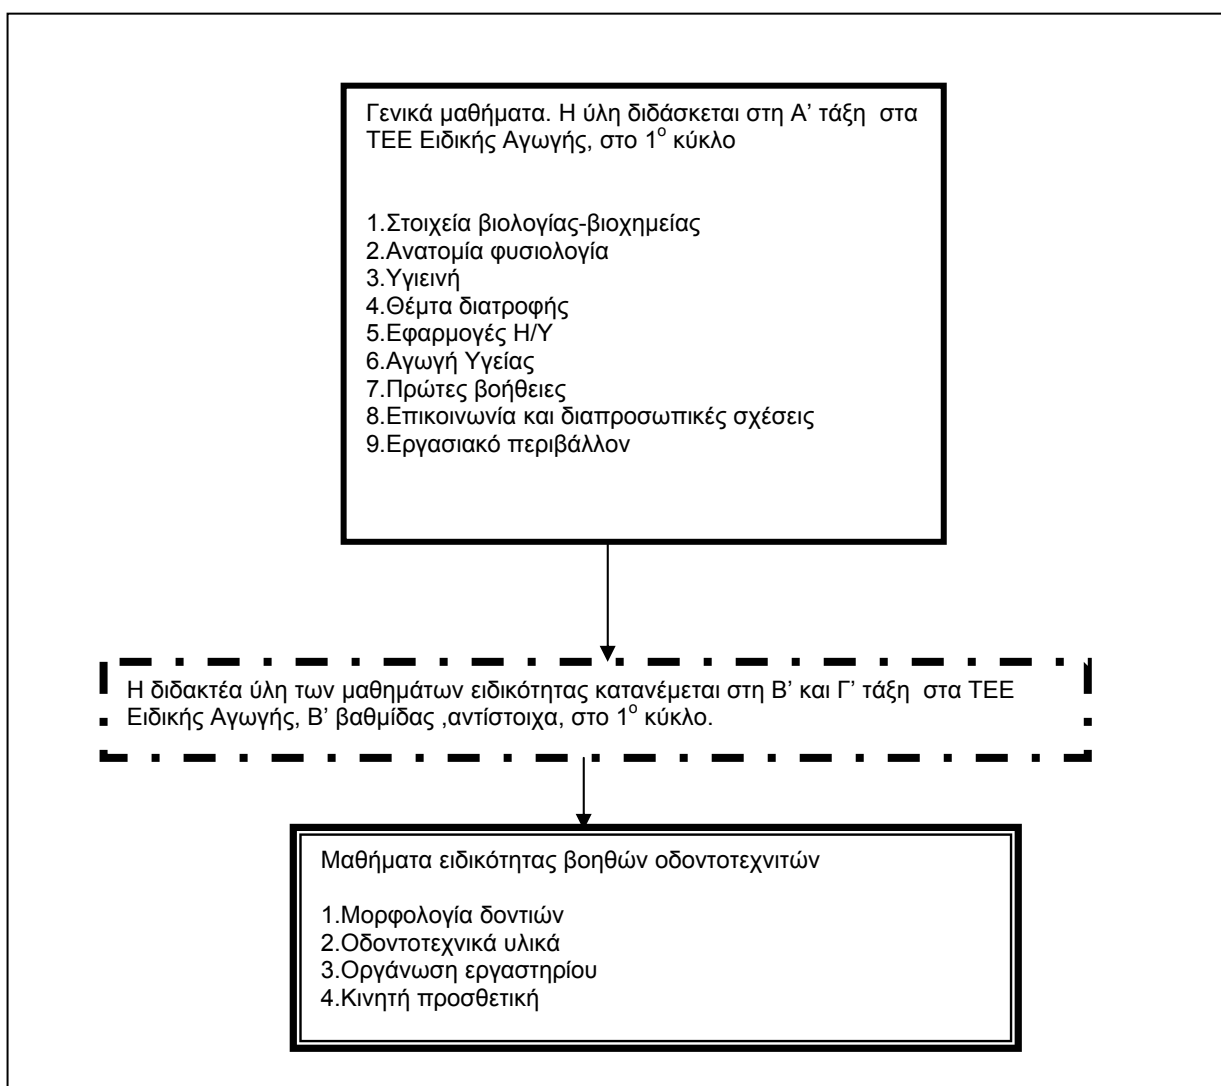 Γενικά μαθήματα. Η ύλη διδάσκεται στη Α’ τάξη στα
ΤΕΕ Ειδικής Αγωγής, στο 1ο κύκλο
1.Στοιχεία βιολογίας-βιοχημείας
2.Ανατομία φυσιολογία
3.Υγιεινή
4.Θέμτα διατροφής
5.Εφαρμογές Η/Υ
6.Αγωγή Υγείας
7.Πρώτες βοήθειες
8.Επικοινωνία και διαπροσωπικές σχέσεις
9.Εργασιακό περιβάλλον
Η διδακτέα ύλη των μαθημάτων ειδικότητας κατανέμεται στη Β’ και Γ’ τάξη στα ΤΕΕ
Ειδικής Αγωγής, Β’ βαθμίδας ,αντίστοιχα, στο 1ο κύκλο.
Μαθήματα ειδικότητας βοηθών οδοντοτεχνιτών
1.Μορφολογία δοντιών
2.Οδοντοτεχνικά υλικά
3.Οργάνωση εργαστηρίου
4.Κινητή προσθετική